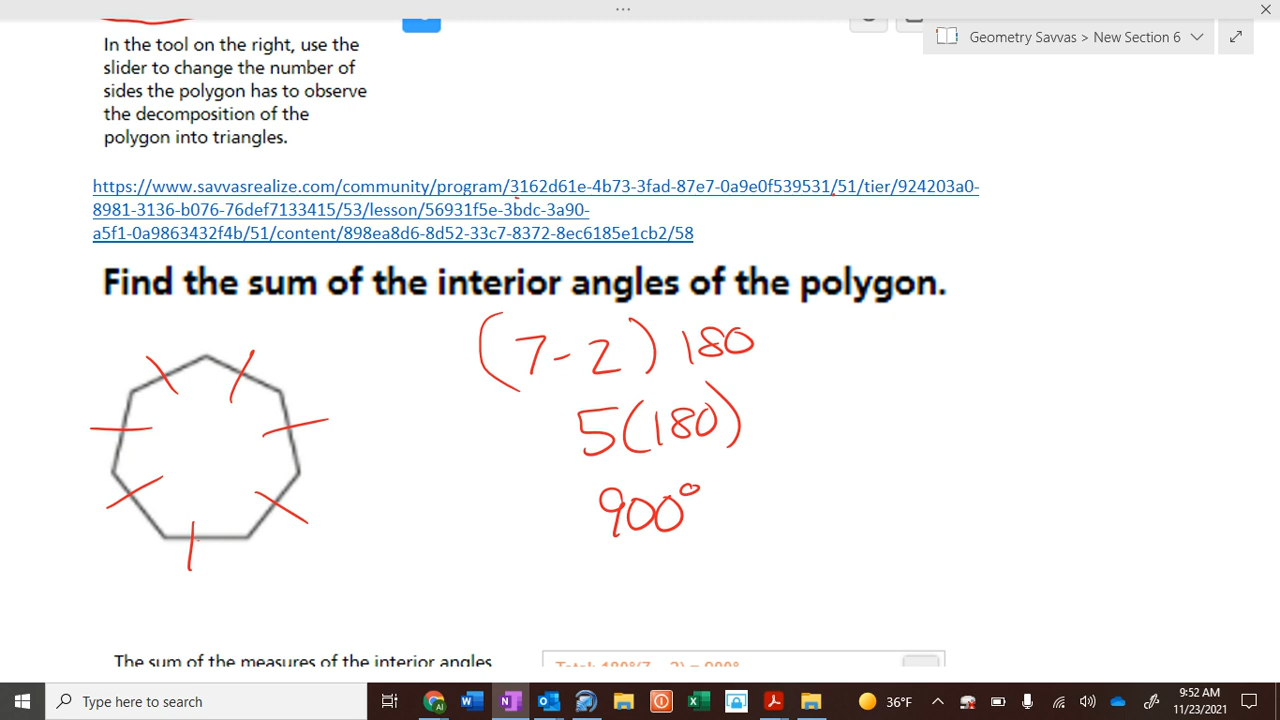 Geometry Savvas > New Section 6
In the tool on the right, use the
slider to change the number of
sides the polygon has to observe
the decomposition of the
polygon into triangles.
https://www.savvasrealize.com/community/program/3162d61e-4b73-3fad-87e7-0a9e0f539531/51/tier/924203a0-
8981-3136-b076-76def7133415/53/lesson/56931f5e-3bdc-3a90-
a5f1-0a9863432f4b/51/content/898ea8d6-8d52-33c7-8372-8ec6185e1cb2/58
Find the sum of the interior angles of the polygon.
(7-2) 180
5(180)
900°
The sum of the measures of the interior angles
Total: 180°(7 – 2) = 900°
Type here to search
36°F
9:52 AM
11/23/2021